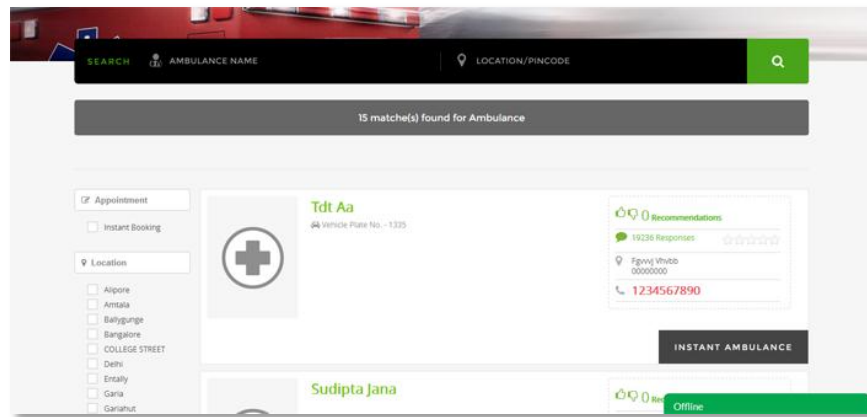 SEARCH AMBULANCE NAME LOCATION/PINCODE
15 matche(s) found for Ambulance
Appointment
Instant Booking
Location
Alipore
Amtala
Ballygunge
Bangalore
COLLEGE STREET
Delhi
Entally
Garia
Gariahut
Tdt Aa
Vehicle Plate No. - 1335
0 Recommendations
19236 Responses
Fgvvvj Vhvbb
00000000
1234567890
INSTANT AMBULANCE
Sudipta Jana
0
Offline